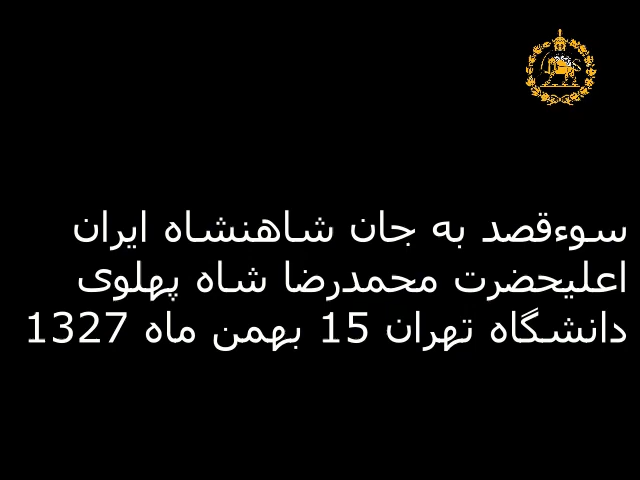 سوءقصد به جان شاهنشاه ایران
اعلیحضرت محمدرضا شاه پهلوی
دانشگاه تهران 15 بهمن ماه 1327